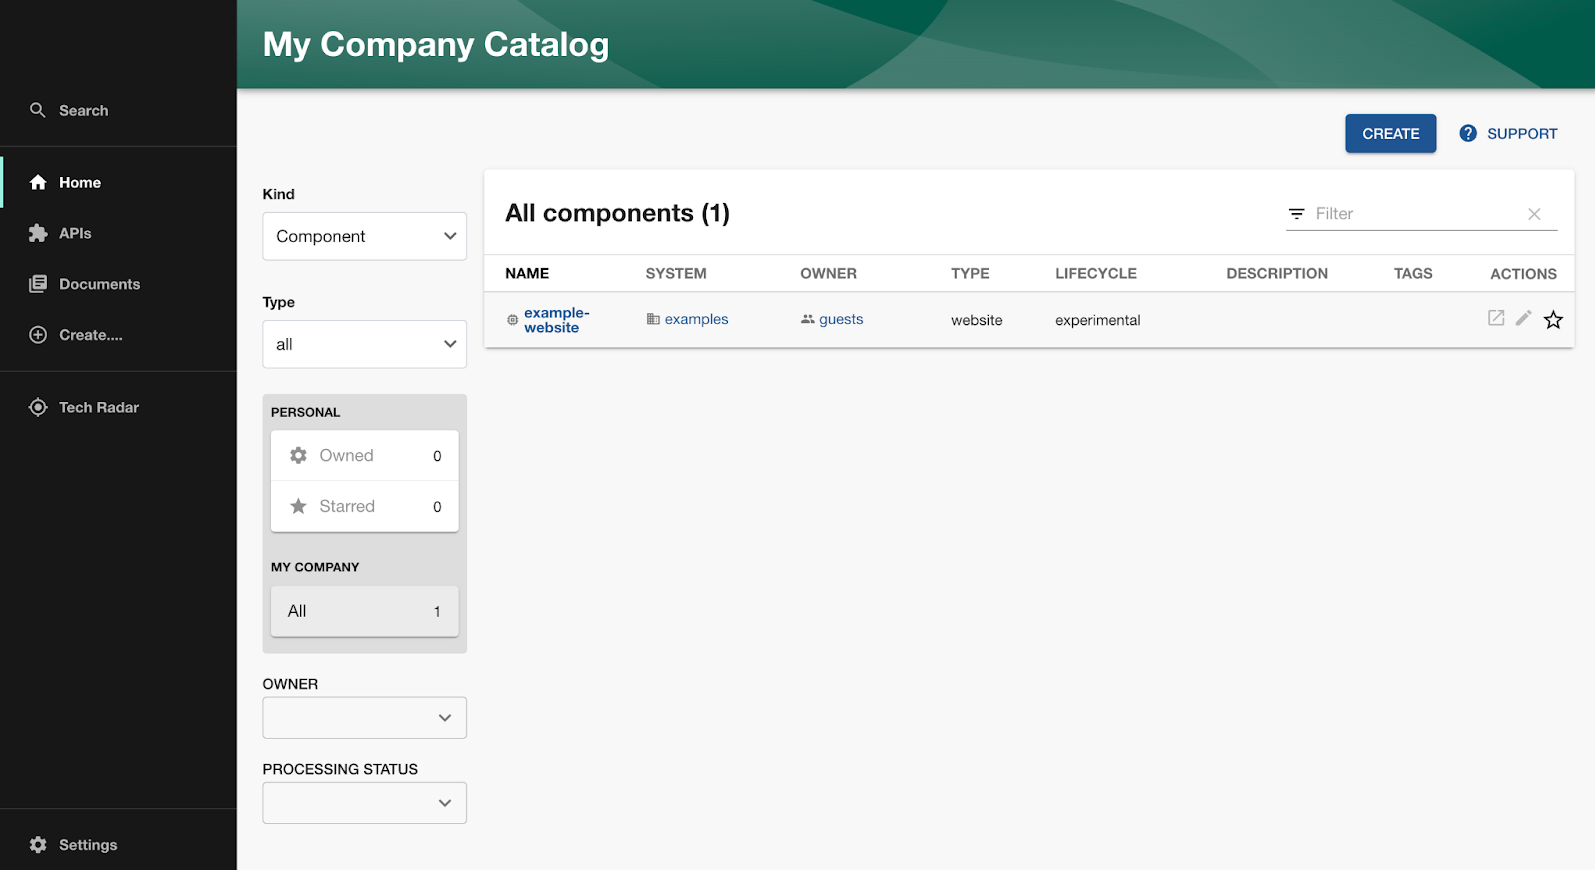 My Company Catalog
Search
Home
APIs
Documents
Create....
Tech Radar
Settings
CREATE
SUPPORT
Kind
Component
Type
all
PERSONAL
Owned 0
Starred 0
MY COMPANY
All 1
OWNER
PROCESSING STATUS
All components (1)
Filter
NAME SYSTEM OWNER TYPE LIFECYCLE DESCRIPTION TAGS ACTIONS
example-
website
examples guests website experimental